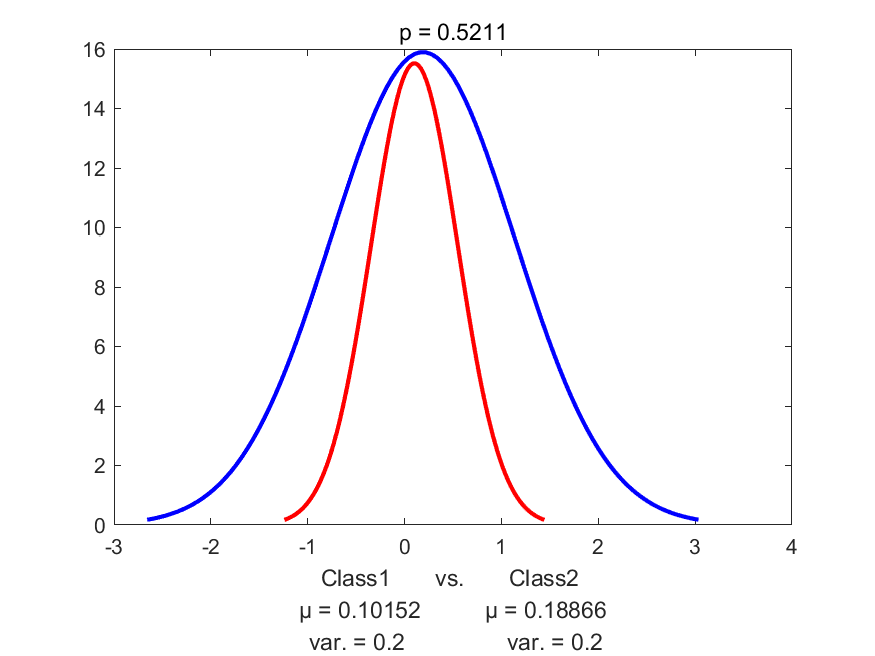 p = 0.5211
16
14
12
10
8
6
4
2
0
-3 -2 -1 0 1 2 3 4
Class1 vs. Class2
μ = 0.10152 μ = 0.18866
var. = 0.2 var. = 0.2